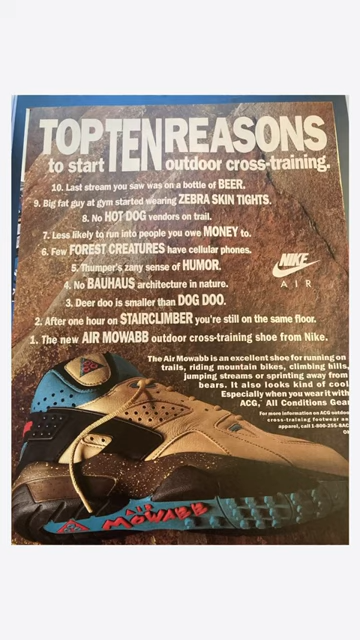 TOP TEN REASONS
to start outdoor cross-training.
10. Last stream you saw was on a bottle of BEER.
9. Big fat guy at gym started wearing ZEBRA SKIN TIGHTS.
8. No HOT DOG vendors on trail.
7. Less likely to run into people you owe MONEY to.
6. Few FOREST CREATURES have cellular phones.
5. Thumper's zany sense of HUMOR.
4. No BAUHAUS architecture in nature.
3. Deer doo is smaller than DOG DOO.
2. After one hour on STAIRCLIMBER you're still on the same floor.
1. The new AIR MOWABB outdoor cross-training shoe from Nike.
NIKE
AIR
The Air Mowabb is an excellent shoe for running on
trails, riding mountain bikes, climbing hills,
jumping streams or sprinting away from
bears. It also looks kind of cool.
Especially when you wear it with
ACG, All Conditions Gear
For more information on ACG outdoor
cross-training footwear and
apparel, call 1-800-255-8AC
AIR
MOWABB